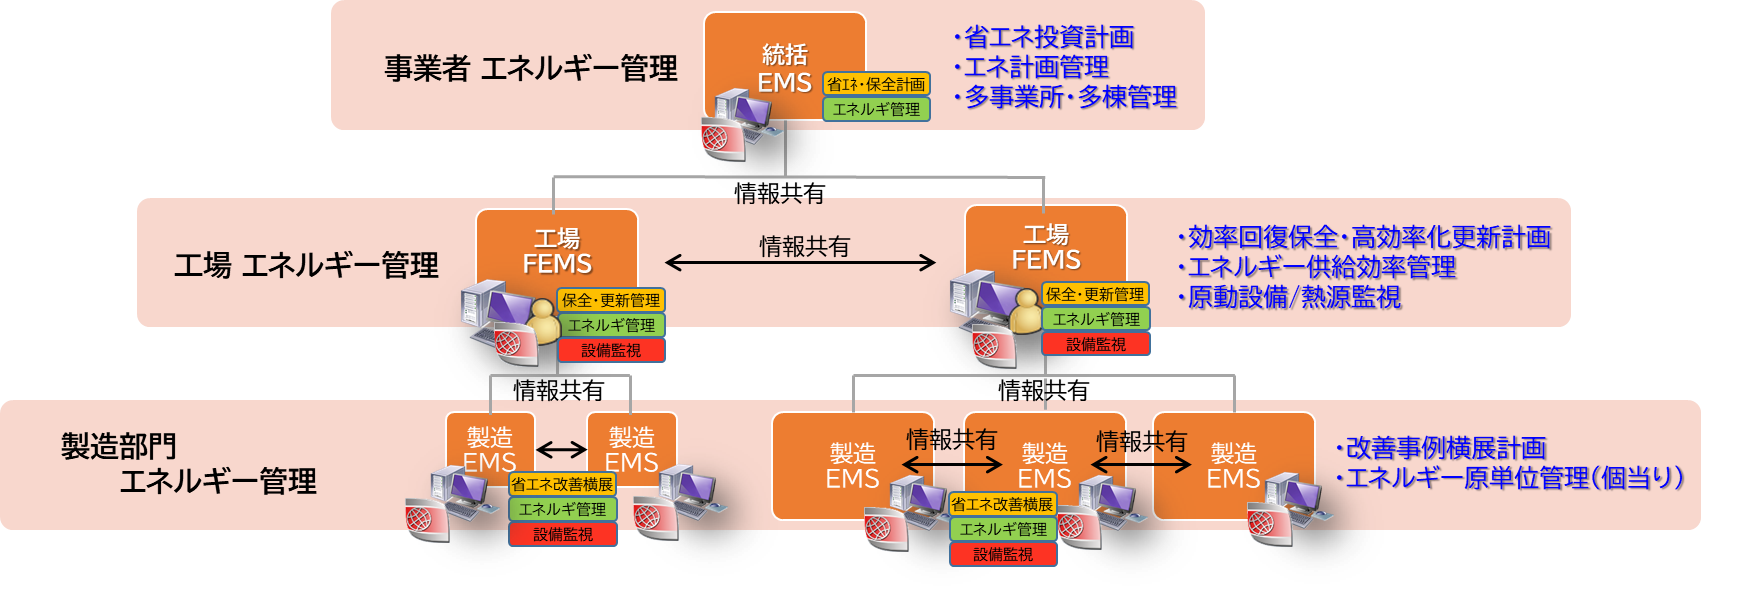 事業者 エネルギー管理
統括
EMS
省エネ・保全計画
エネルギ管理
・省エネ投資計画
・エネ計画管理
・多事業所・多棟管理
情報共有
工場 エネルギー管理
工場
FEMS
保全・更新管理
エネルギ管理
設備監視
情報共有
工場
FEMS
保全・更新管理
エネルギ管理
設備監視
・効率回復保全・高効率化更新計画
・エネルギー供給効率管理
・原動設備/熱源監視
情報共有
情報共有
製造部門
エネルギー管理
製造
EMS
製造
EMS
省エネ改善横展
エネルギ管理
設備監視
製造
EMS
情報共有
製造
EMS
情報共有
製造
EMS
省エネ改善横展
エネルギ管理
設備監視
・改善事例横展計画
・エネルギー原単位管理(個当り)